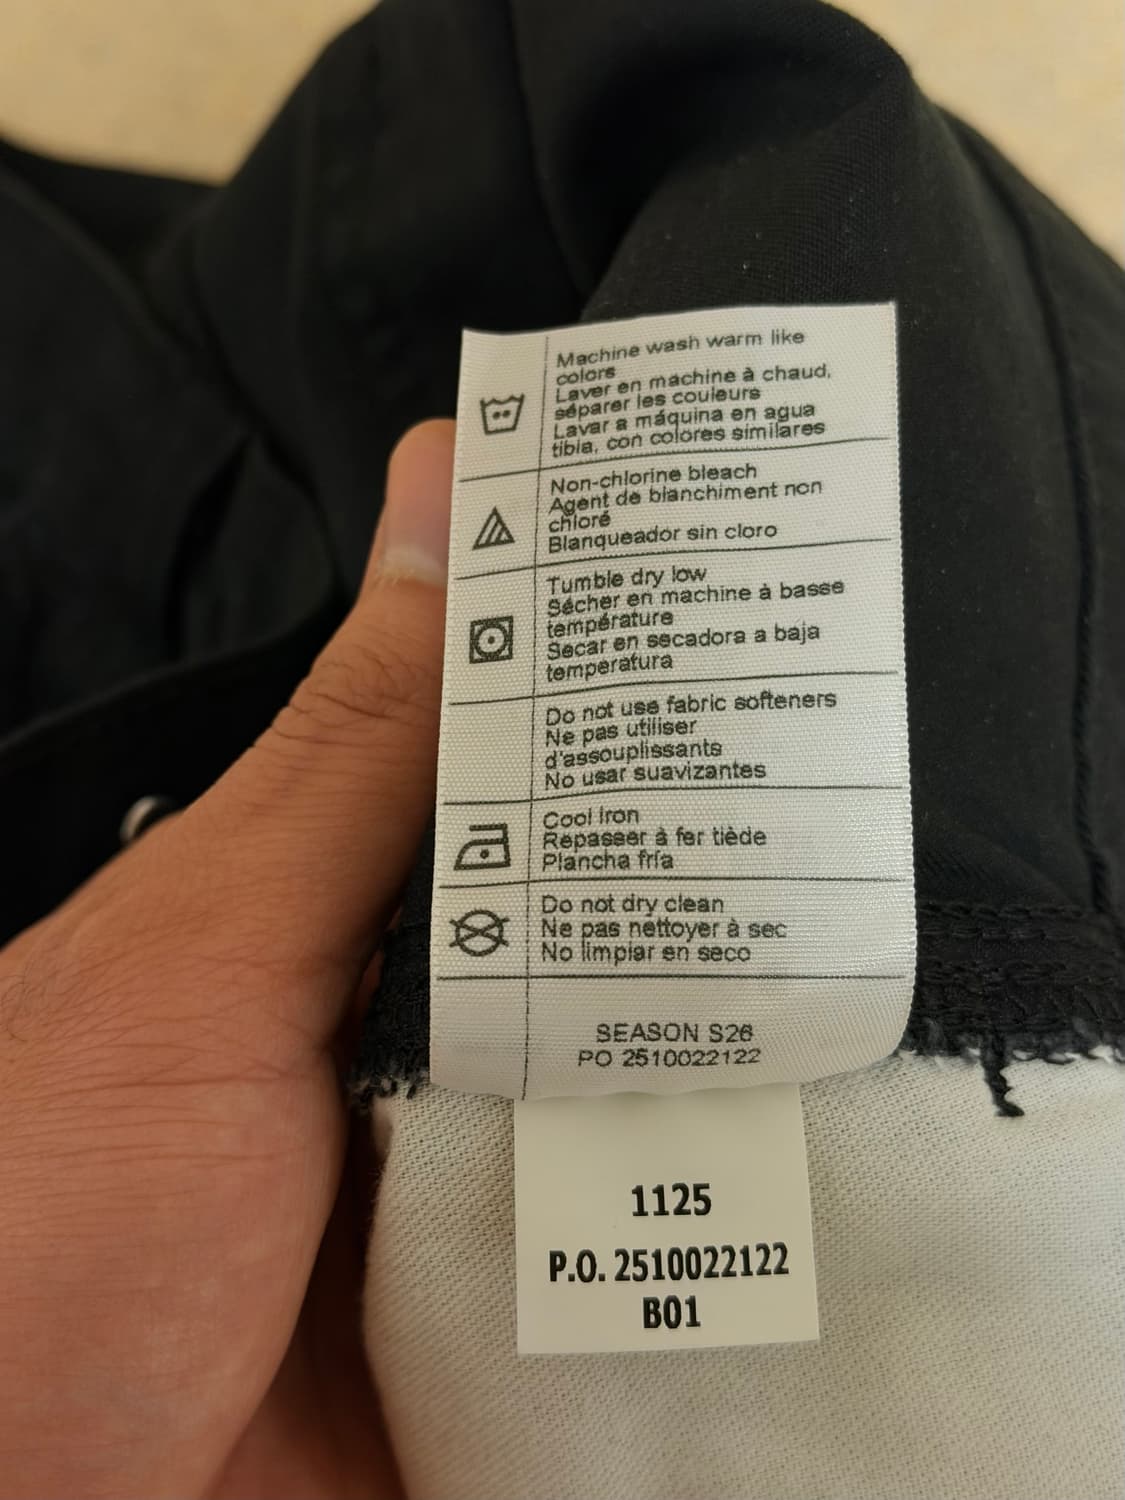 Machine wash warm like
colors
Laver en machine à chaud,
séparer les couleurs
Lavar a máquina en agua
tibia, con colores similares
Non-chlorine bleach
Agent de blanchiment non
chloré
Blanqueador sin cloro
Tumble dry low
Sécher en machine à basse
température
Secar en secadora a baja
temperatura
Do not use fabric softeners
Ne pas utiliser
d'assouplissants
No usar suavizantes
Cool Iron
Repasser à fer tiède
Plancha fría
Do not dry clean
Ne pas nettoyer à sec
No limpiar en seco
SEASON S26
PO 2510022122
1125
P.O. 2510022122
B01